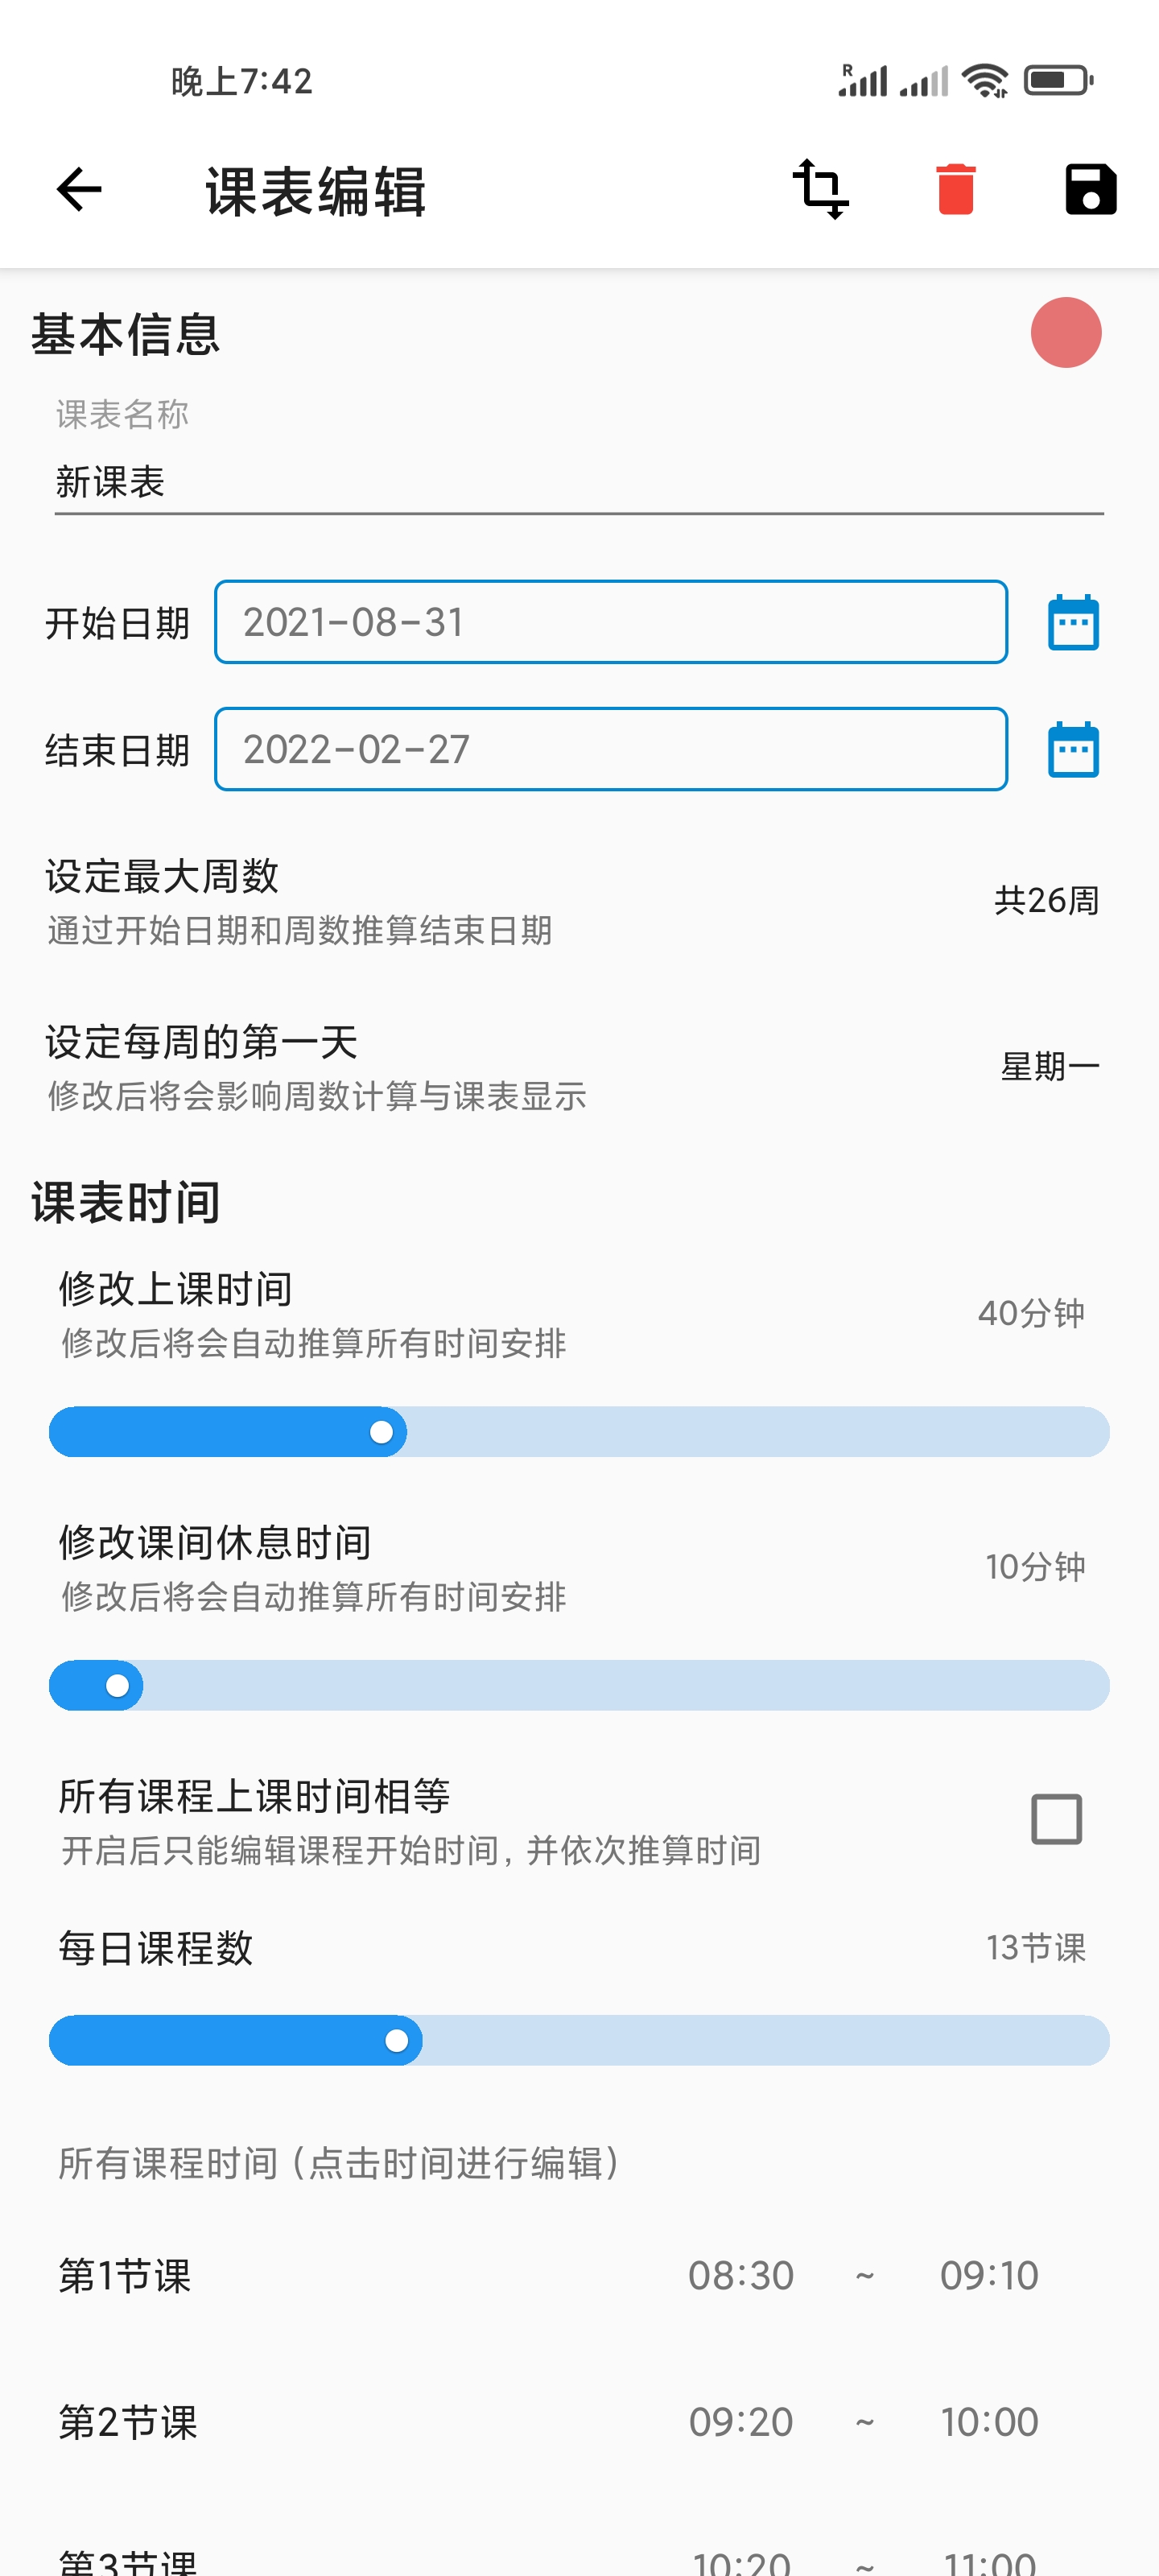 晚上7:42
R
课表编辑
基本信息
课表名称
新课表
开始日期 2021-08-31
结束日期 2022-02-27
设定最大周数
共26周
通过开始日期和周数推算结束日期
设定每周的第一天
星期一
修改后将会影响周数计算与课表显示
课表时间
修改上课时间
40分钟
修改后将会自动推算所有时间安排
修改课间休息时间
10分钟
修改后将会自动推算所有时间安排
所有课程上课时间相等
开启后只能编辑课程开始时间, 并依次推算时间
每日课程数 13节课
所有课程时间 (点击时间进行编辑)
第1节课 08:30 ~ 09:10
第2节课 09:20 ~ 10:00
第3节课 10:20 ~ 11:00